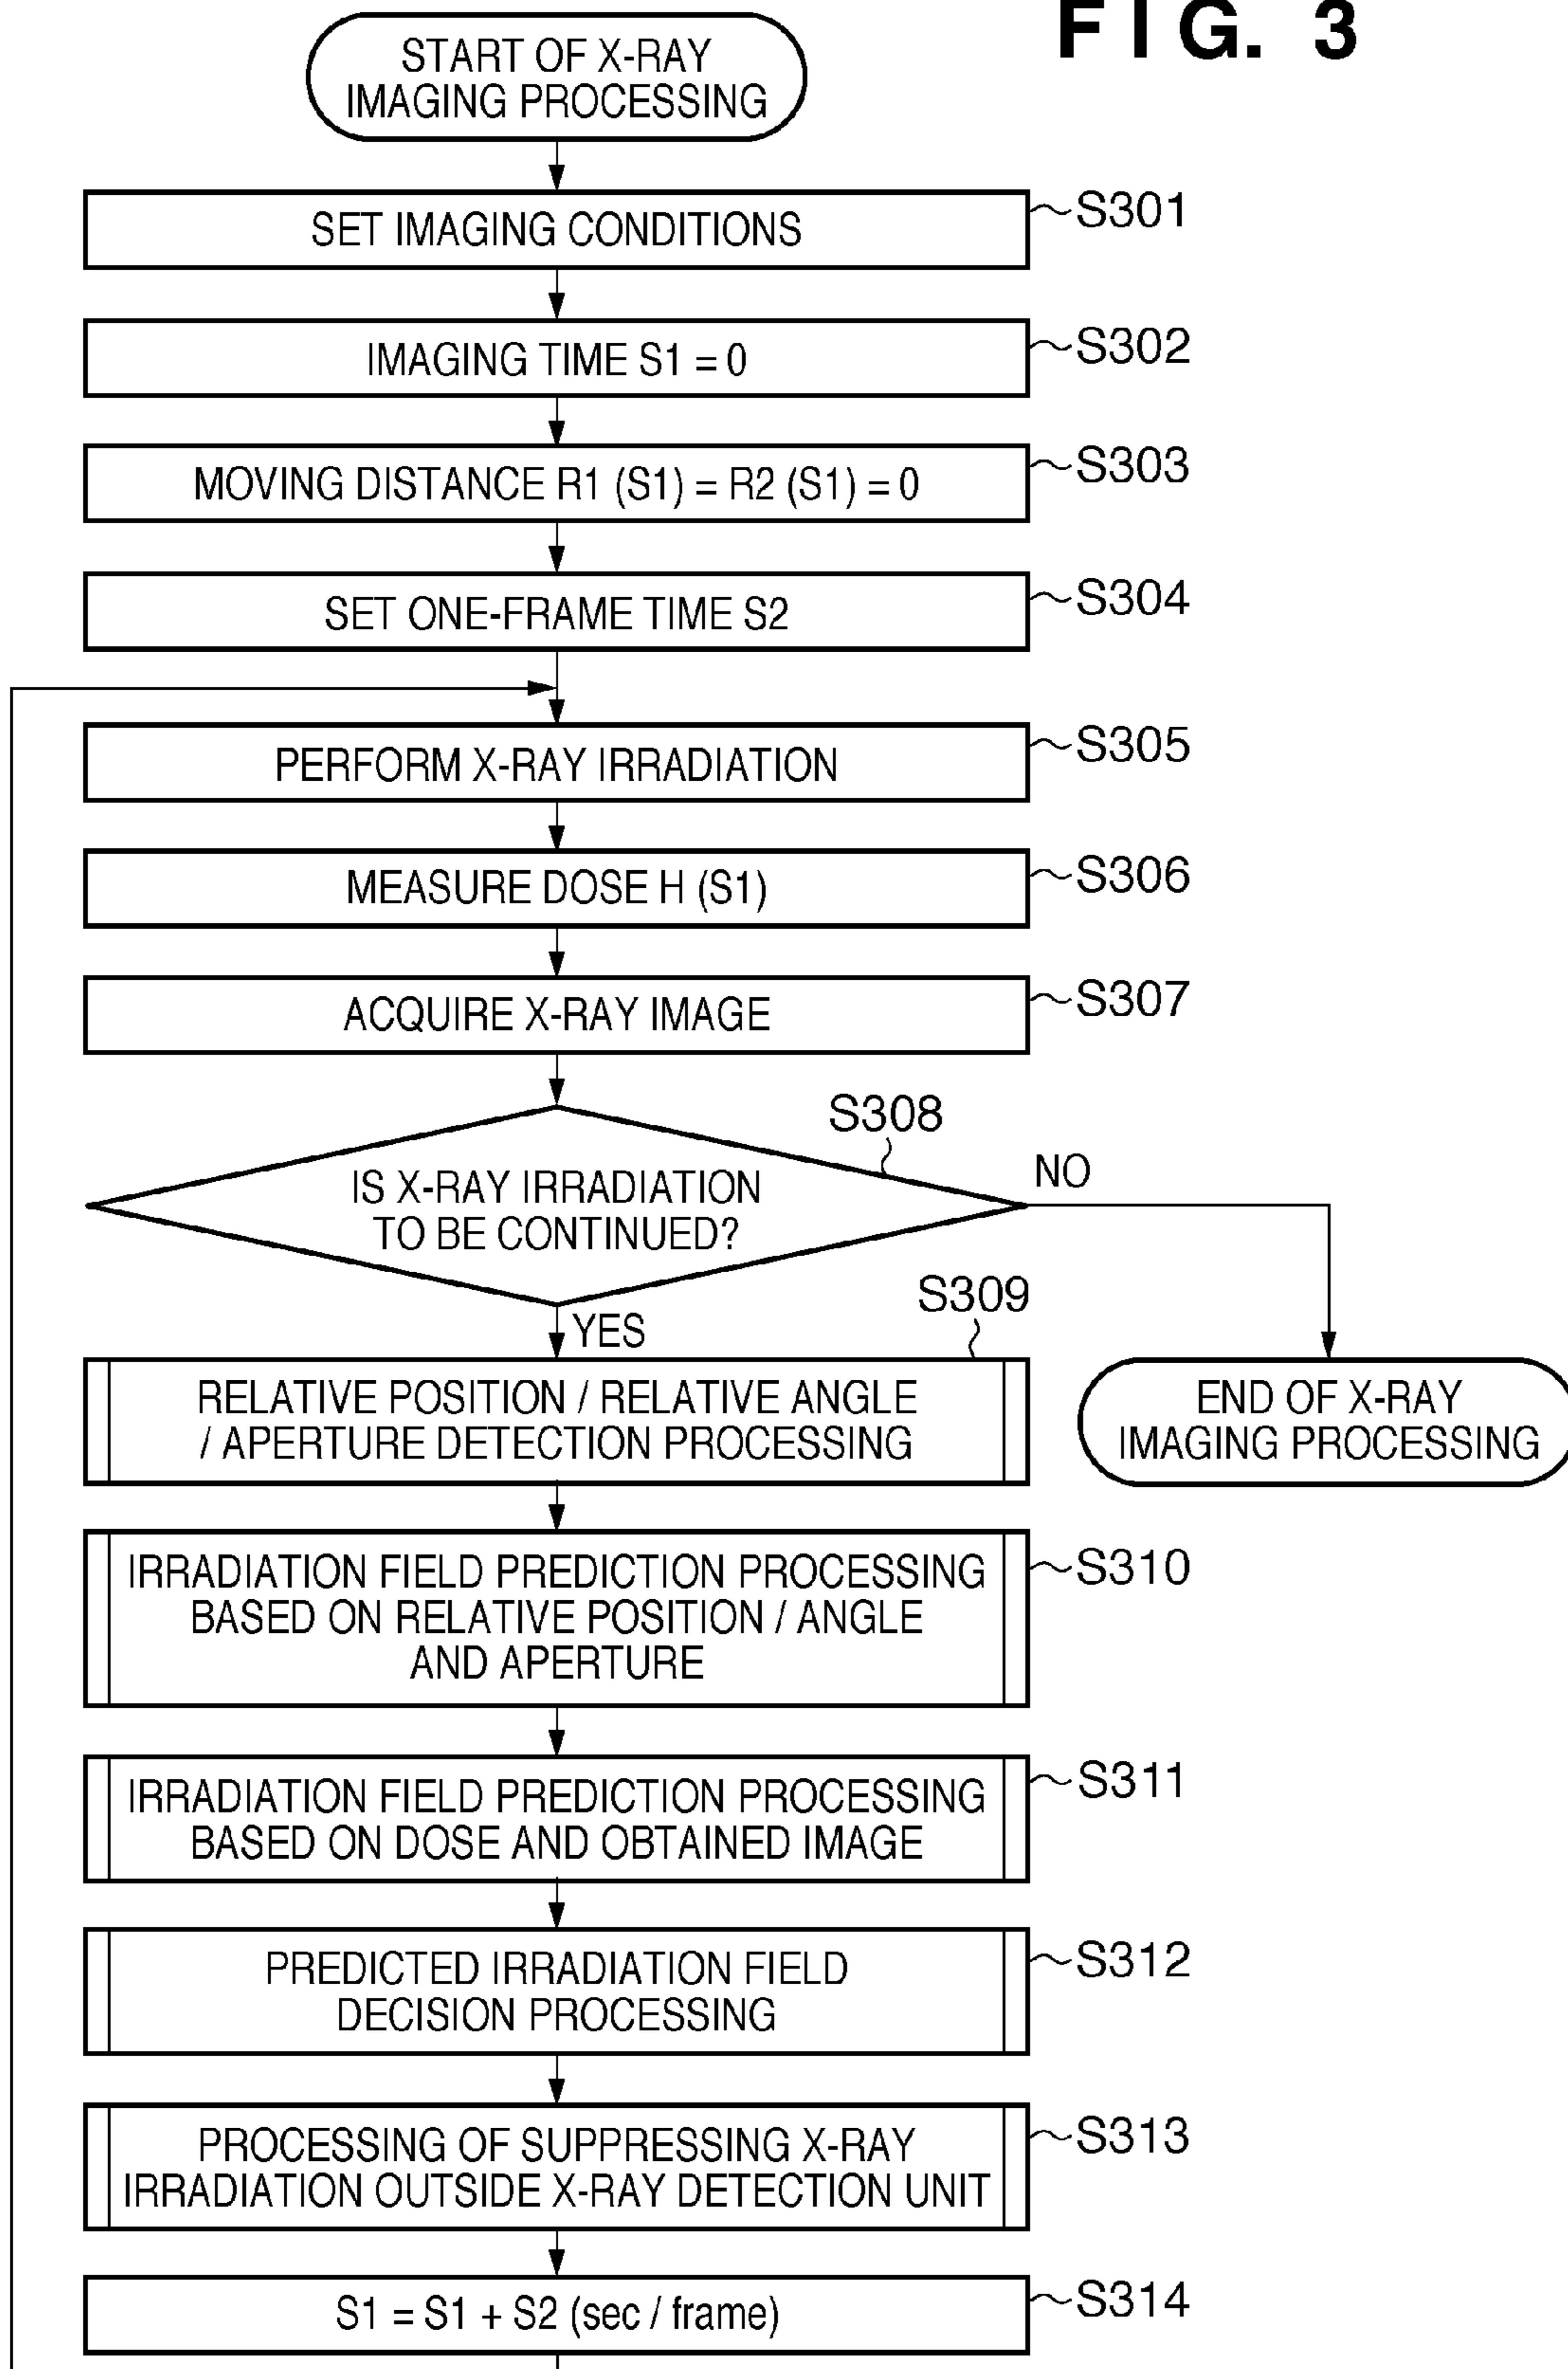 FIG. 3
START OF X-RAY
IMAGING PROCESSING
SET IMAGING CONDITIONS
S301
IMAGING TIME S1 = 0
S302
MOVING DISTANCE R1 (S1) = R2 (S1) = 0
S303
SET ONE-FRAME TIME S2
S304
PERFORM X-RAY IRRADIATION
S305
MEASURE DOSE H (S1)
S306
ACQUIRE X-RAY IMAGE
S307
S308
IS X-RAY IRRADIATION
TO BE CONTINUED?
NO
YES
S309
RELATIVE POSITION / RELATIVE ANGLE
/ APERTURE DETECTION PROCESSING
END OF X-RAY
IMAGING PROCESSING
IRRADIATION FIELD PREDICTION PROCESSING
BASED ON RELATIVE POSITION / ANGLE
AND APERTURE
S310
IRRADIATION FIELD PREDICTION PROCESSING
BASED ON DOSE AND OBTAINED IMAGE
S311
PREDICTED IRRADIATION FIELD
DECISION PROCESSING
S312
PROCESSING OF SUPPRESSING X-RAY
IRRADIATION OUTSIDE X-RAY DETECTION UNIT
S313
S1 = S1 + S2 (sec / frame)
S314